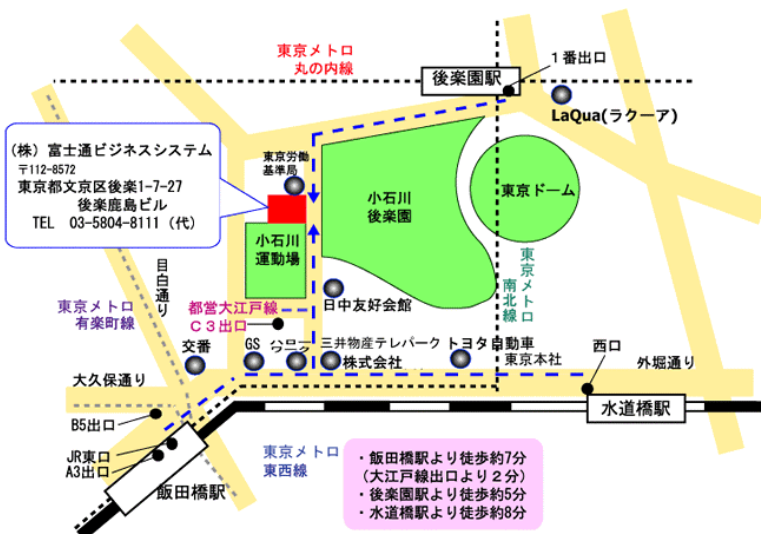 東京メトロ
丸の内線
後楽園駅
1番出口
LaQua(ラクーア)
(株) 富士通ビジネスシステム
〒112-8572
東京都文京区後楽1-7-27
後楽鹿島ビル
TEL 03-5804-8111 (代)
東京労働
基準局
小石川
後楽園
東京ドーム
小石川
運動場
目白通り
東京メトロ
南北線
東京メトロ
有楽町線
都営大江戸線
C3出口
日中友好会館
交番
GS
三井物産テレパーク
株式会社
トヨタ自動車
東京本社
西口
外堀通り
大久保通り
水道橋駅
B5出口
JR東口
A3出口
飯田橋駅
東京メトロ
東西線
・飯田橋駅より徒歩約7分
(大江戸線出口より2分)
・後楽園駅より徒歩約5分
・水道橋駅より徒歩約8分